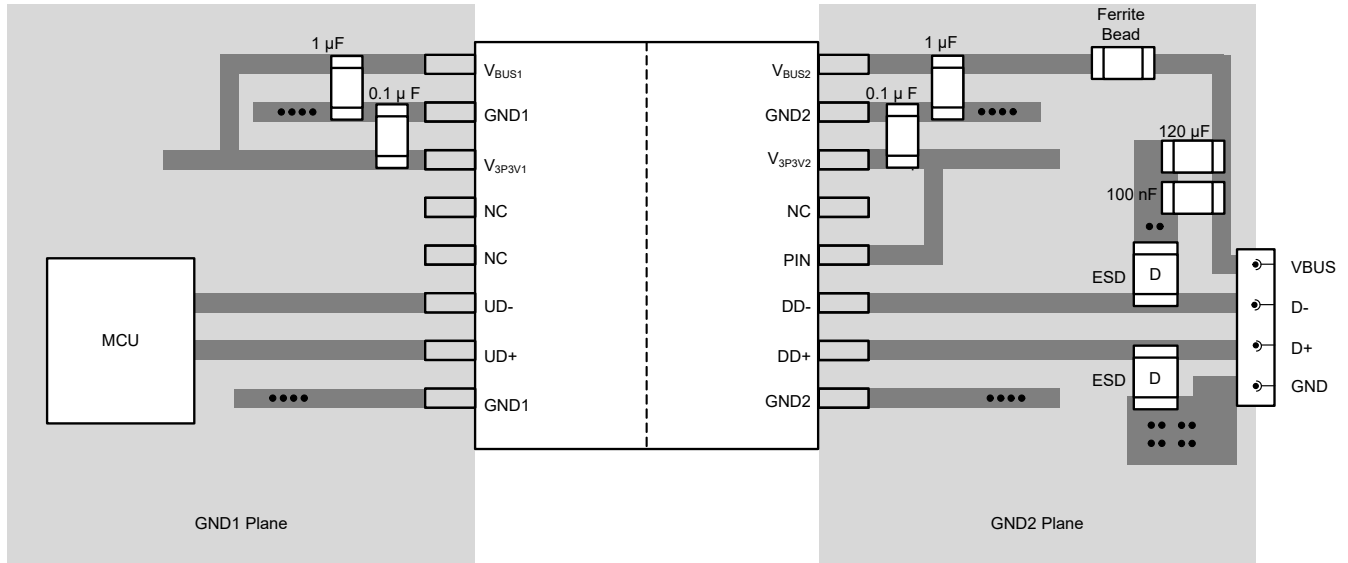 Ferrite
Bead
1 µF
1 µF
VBUS1
VBUS2
0.1 µ F
0.1 µ F
GND1
GND2
120 µF
V3P3V1
V3P3V2
100 nF
NC
NC
NC
PIN
ESD
D
VBUS
UD-
DD-
D-
MCU
UD+
DD+
D+
ESD
D
GND
GND1
GND2
GND1 Plane
GND2 Plane